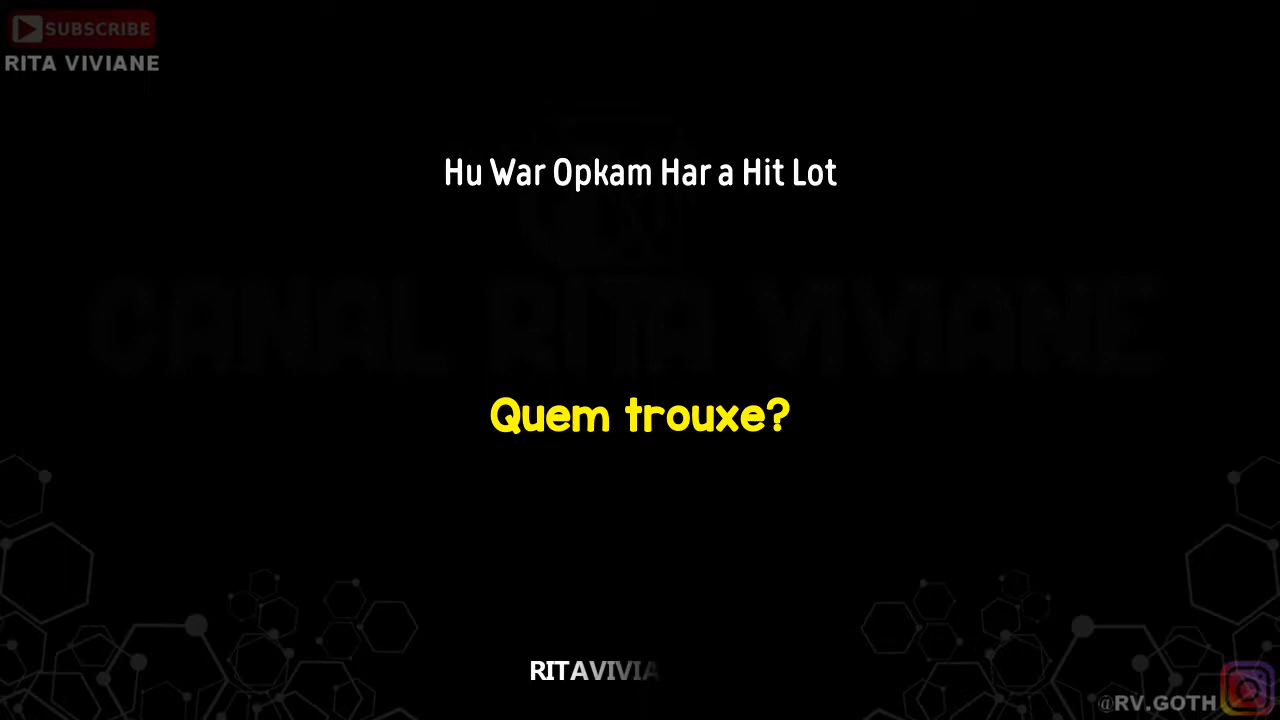 SUBSCRIBE
RITA VIVIANE
Hu War Opkam Har a Hit Lot
CANAL RITA VIVIANE
Quem trouxe?
RITAVIVIA
@RV.GOTH